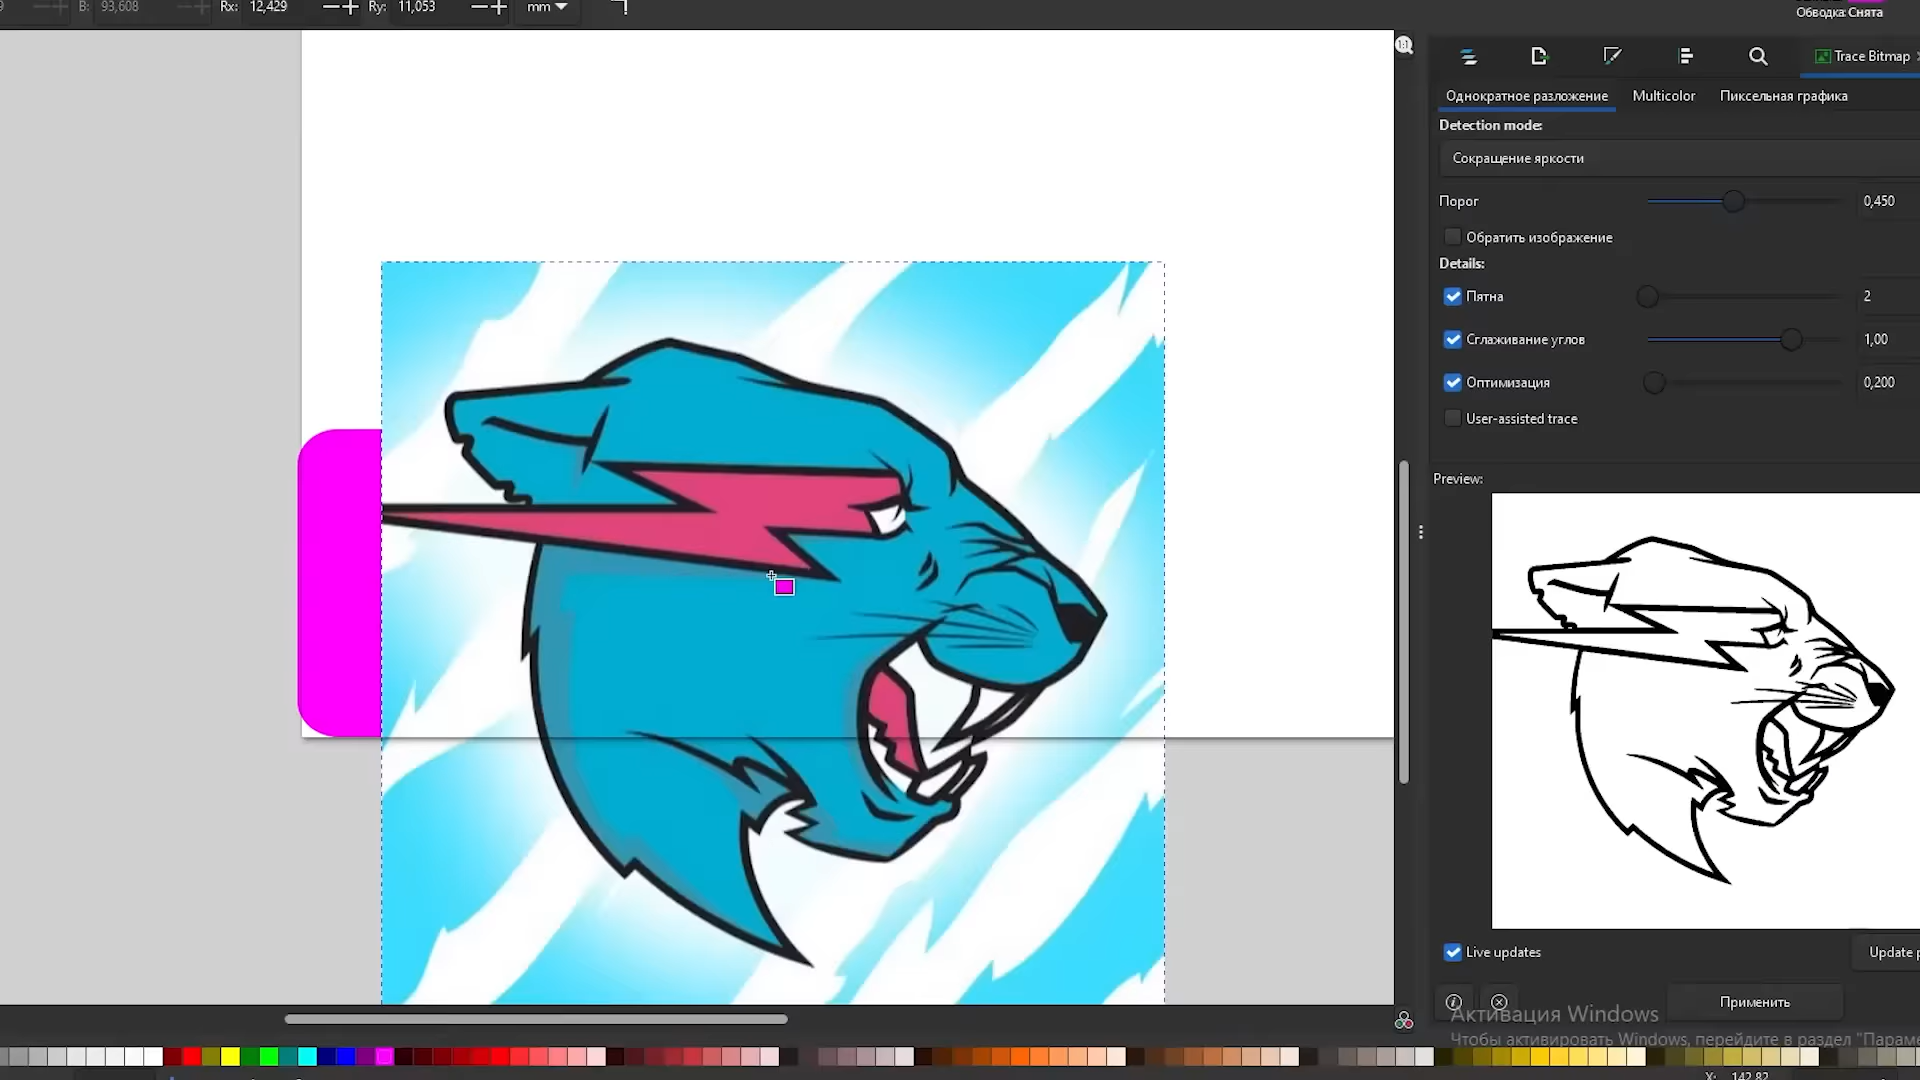 B: 93,608 Rx: 12,429 Ry: 11,053 mm
Обводка: Снята
Trace Bitmap
Однократное разложение Multicolor Пиксельная графика
Detection mode:
Сокращение яркости
Порог 0,450
Обратить изображение
Details:
Пятна 2
Сглаживание углов 1,00
Оптимизация 0,200
User-assisted trace
Preview:
Live updates Update
Применить
Активация Windows
Чтобы активировать Windows, перейдите в раздел "Параме
X: 142,82